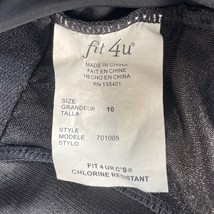 fit 4u
MADE IN CHINA
FAIT EN CHINE
HECHO EN CHINA
RN 135401
SIZE
GRANDEUR 10
TALLA
STYLE
MODELE 701005
STYLO
FIT 4 UR C'S®
CHLORINE RESISTANT